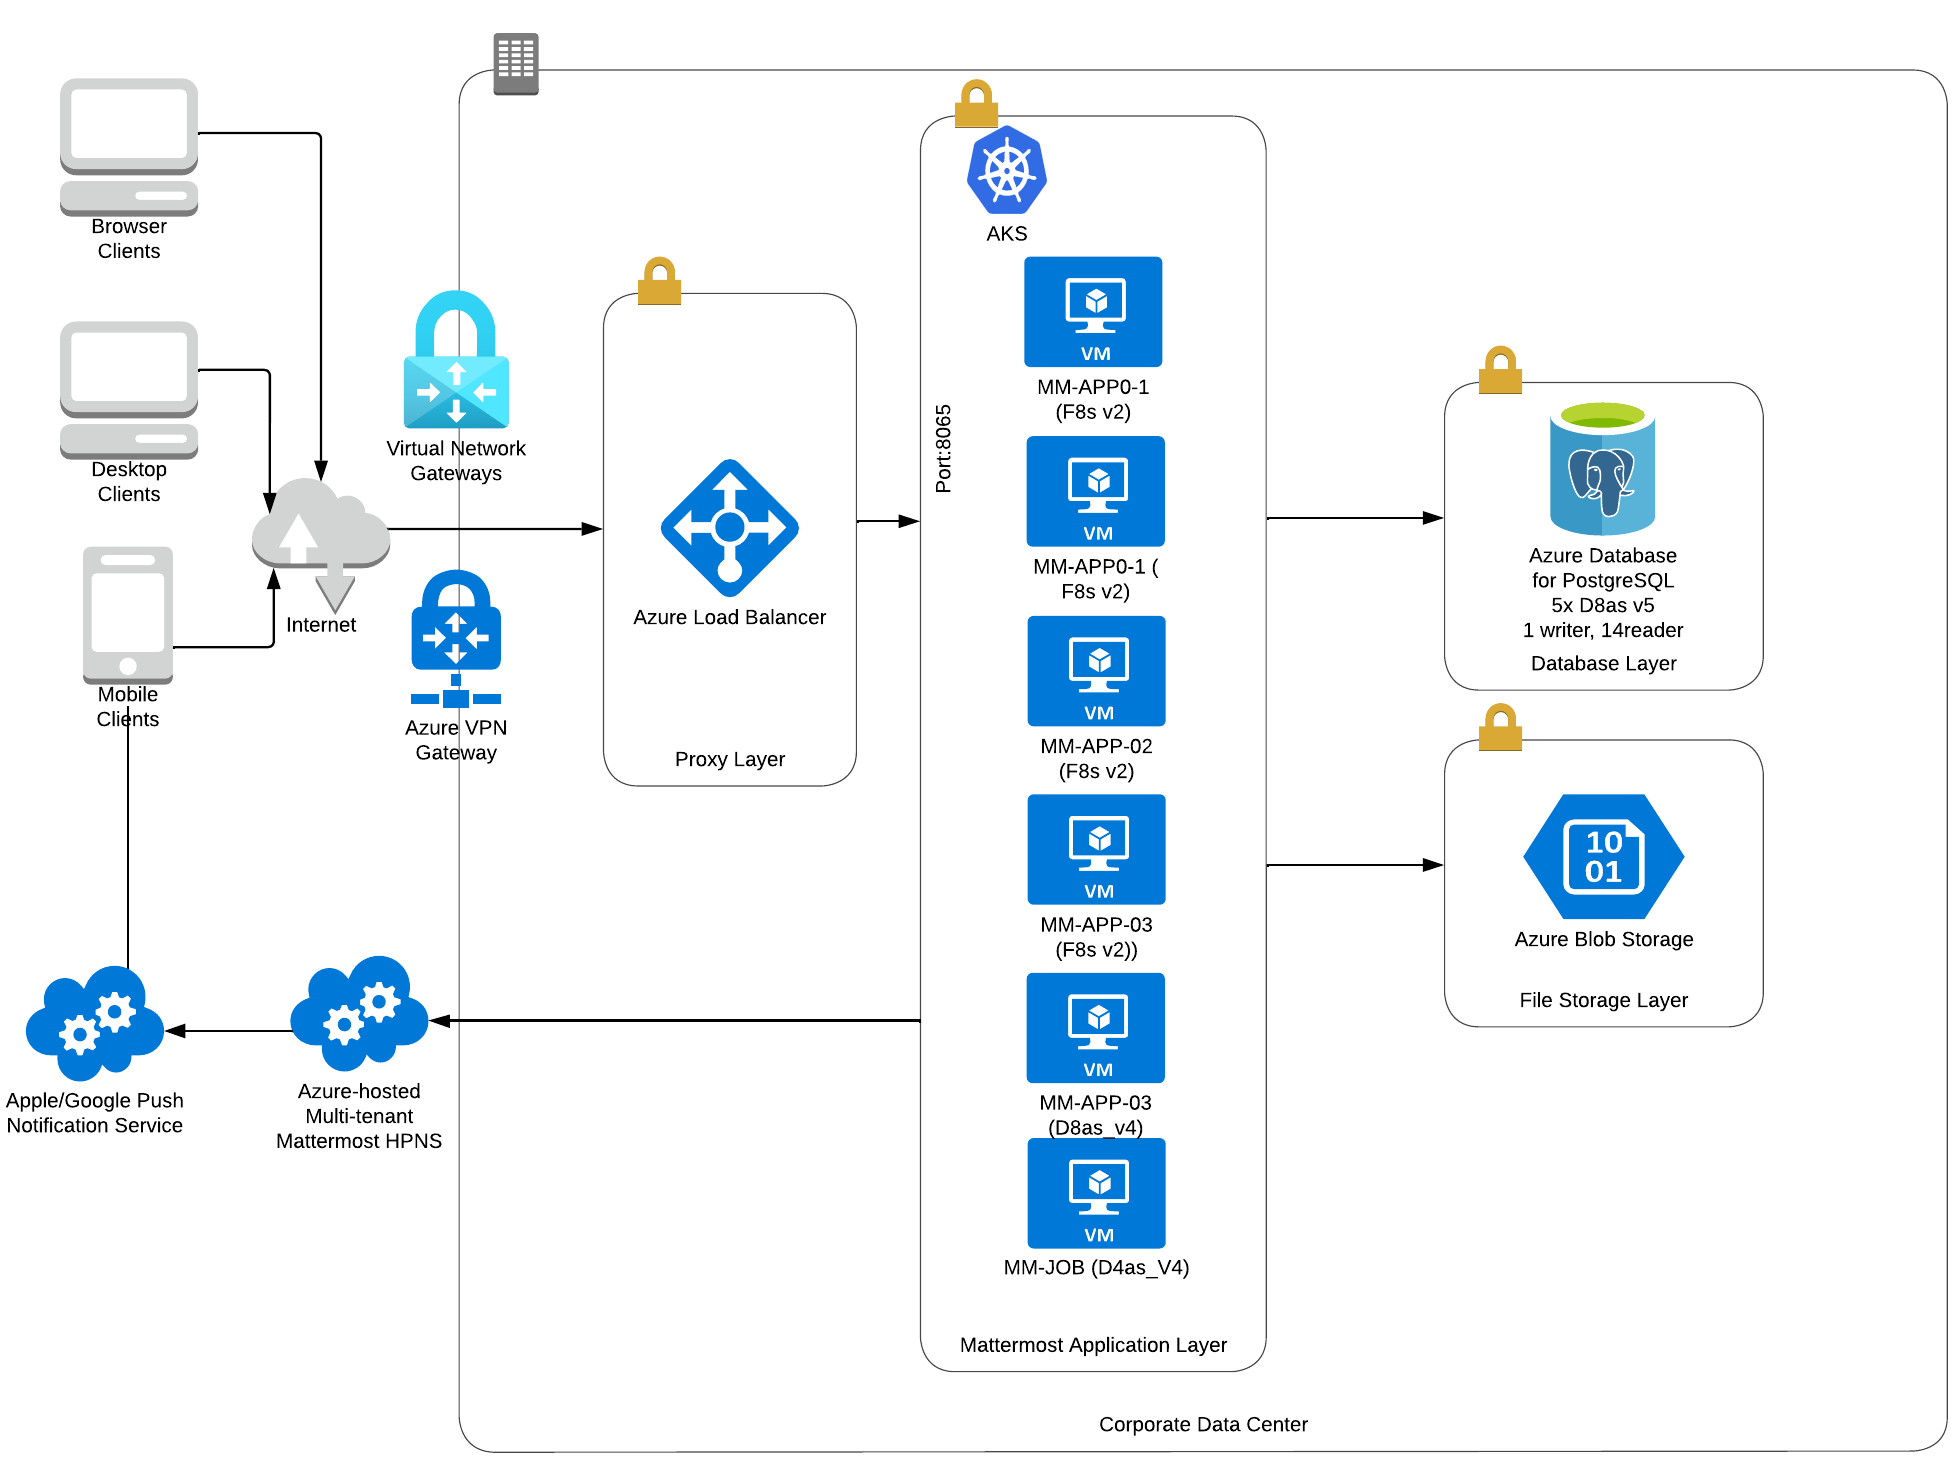 Browser
Clients
Desktop
Clients
Mobile
Clients
Internet
Virtual Network
Gateways
Azure VPN
Gateway
Azure Load Balancer
Proxy Layer
Port:8065
AKS
VM
MM-APP0-1
(F8s v2)
VM
MM-APP0-1 (
F8s v2)
VM
MM-APP-02
(F8s v2)
VM
MM-APP-03
(F8s v2))
VM
MM-APP-03
(D8as_v4)
VM
MM-JOB (D4as_V4)
Mattermost Application Layer
Azure Database
for PostgreSQL
5x D8as v5
1 writer, 14reader
Database Layer
10
01
Azure Blob Storage
File Storage Layer
Apple/Google Push
Notification Service
Azure-hosted
Multi-tenant
Mattermost HPNS
Corporate Data Center